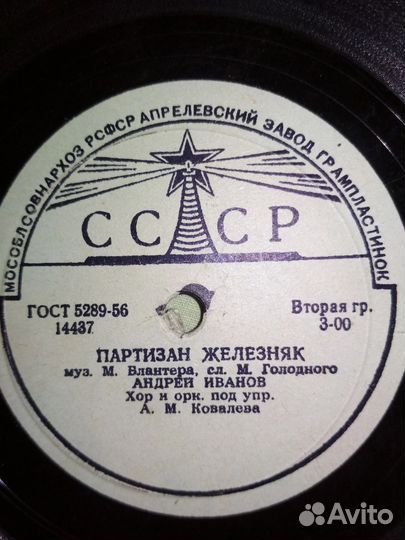 МОСОБЛСОВНАРХОЗ РСФСР АПРЕЛЕВСКИЙ ЗАВОД ГРАМПЛАСТИНОК
СССР
ГОСТ 5289-56
14437
Вторая гр.
3-00
ПАРТИЗАН ЖЕЛЕЗНЯК
муз. М. Блантера, сл. М. Голодного
АНДРЕЙ ИВАНОВ
Хор и орк. под упр.
А. М. Ковалева
Avito